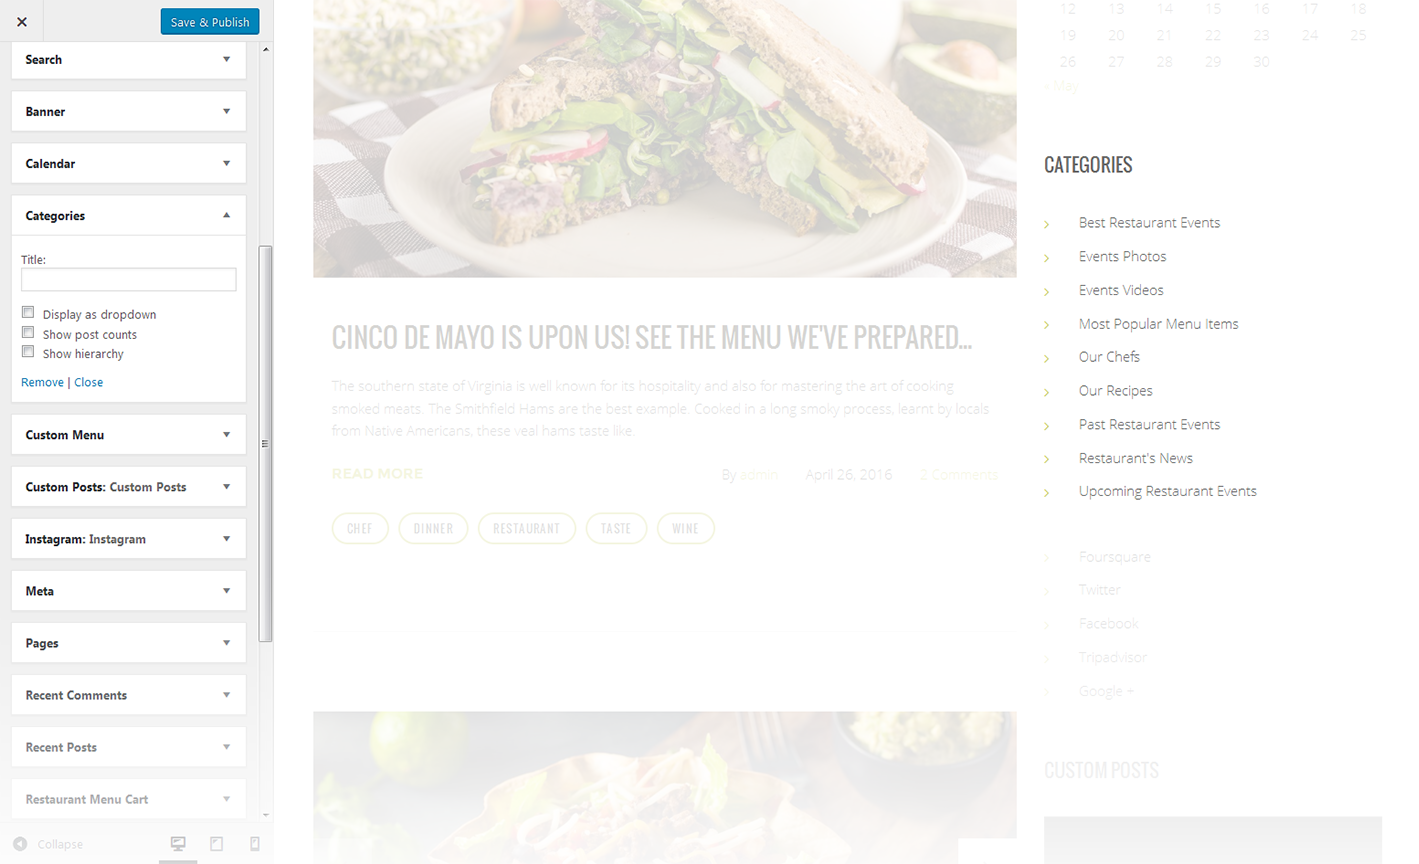 Save & Publish
Search
Banner
Calendar
Categories
Title:
Display as dropdown
Show post counts
Show hierarchy
Remove | Close
Custom Menu
Custom Posts: Custom Posts
Instagram: Instagram
Meta
Pages
Recent Comments
Recent Posts
Restaurant Menu Cart
Collapse
CINCO DE MAYO IS UPON US! SEE THE MENU WE'VE PREPARED...
The southern state of Virginia is well known for its hospitality and also for mastering the art of cooking
smoked meats. The Smithfield Hams are the best example. Cooked in a long smoky process, learnt by locals
from Native Americans, these veal hams taste like.
READ MORE By admin April 26, 2016 2 Comments
CHEF DINNER RESTAURANT TASTE WINE
12 13 14 15 16 17 18
19 20 21 22 23 24 25
26 27 28 29 30
« May
CATEGORIES
Best Restaurant Events
Events Photos
Events Videos
Most Popular Menu Items
Our Chefs
Our Recipes
Past Restaurant Events
Restaurant's News
Upcoming Restaurant Events
Foursquare
Twitter
Facebook
Tripadvisor
Google +
CUSTOM POSTS